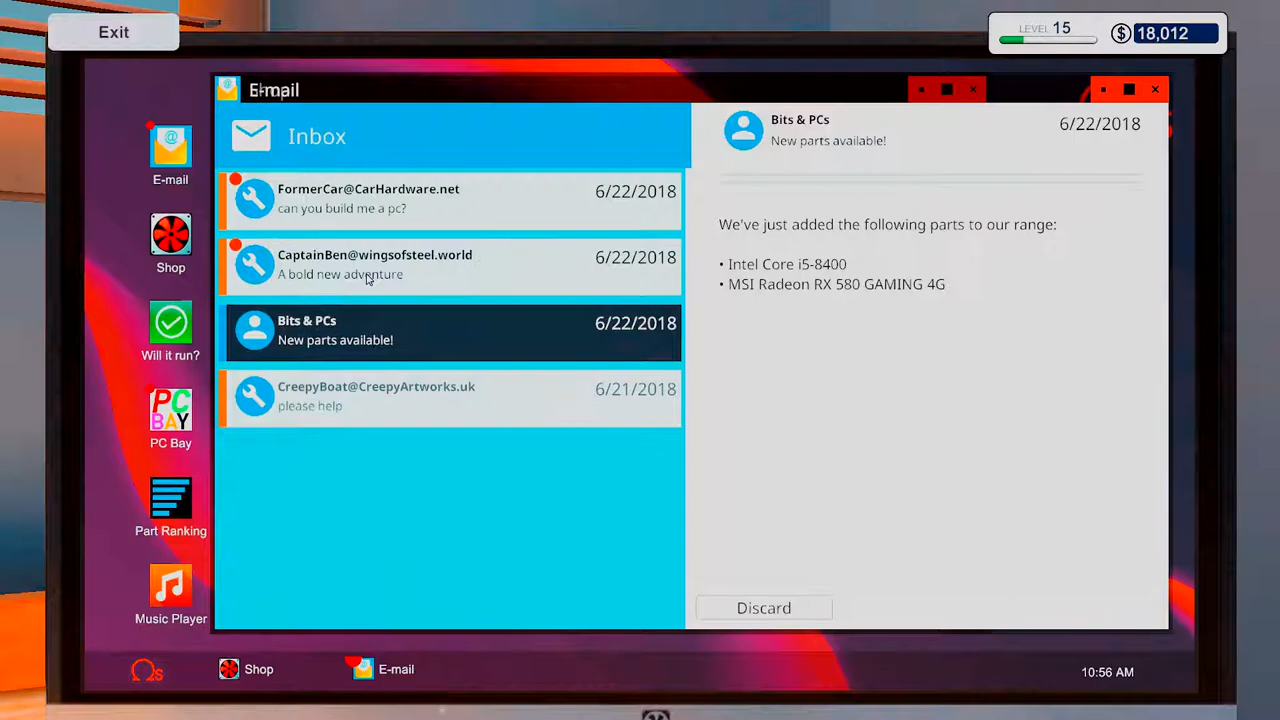 Exit
LEVEL 15
$ 18,012
E-mail
Inbox
FormerCar@CarHardware.net
can you build me a pc?
6/22/2018
CaptainBen@wingsofsteel.world
A bold new adventure
6/22/2018
Bits & PCs
New parts available!
6/22/2018
CreepyBoat@CreepyArtworks.uk
please help
6/21/2018
Bits & PCs
New parts available!
6/22/2018
We've just added the following parts to our range:
• Intel Core i5-8400
• MSI Radeon RX 580 GAMING 4G
Discard
E-mail
Shop
Will it run?
PC
BAY
PC Bay
Part Ranking
Music Player
Ωs
Shop
E-mail
10:56 AM